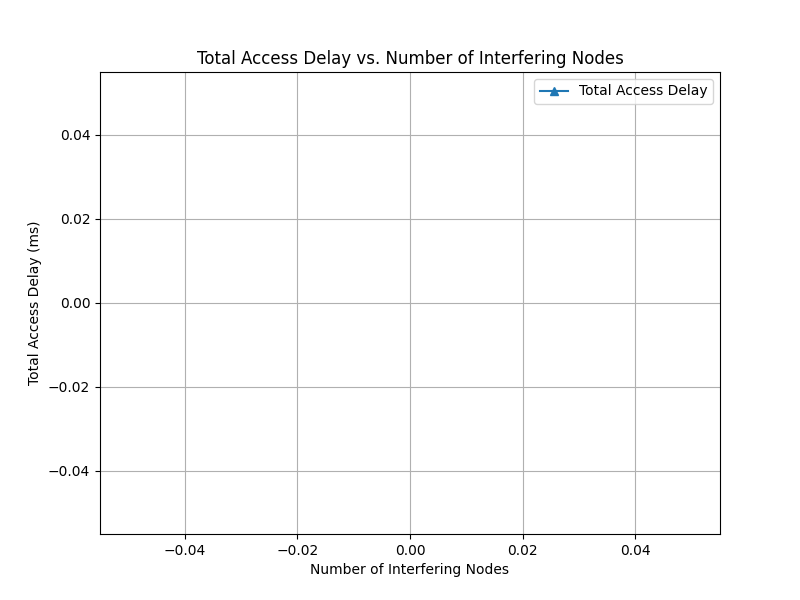 Total Access Delay vs. Number of Interfering Nodes
Total Access Delay
Total Access Delay (ms)
0.04
0.02
0.00
−0.02
−0.04
−0.04
−0.02
0.00
0.02
0.04
Number of Interfering Nodes